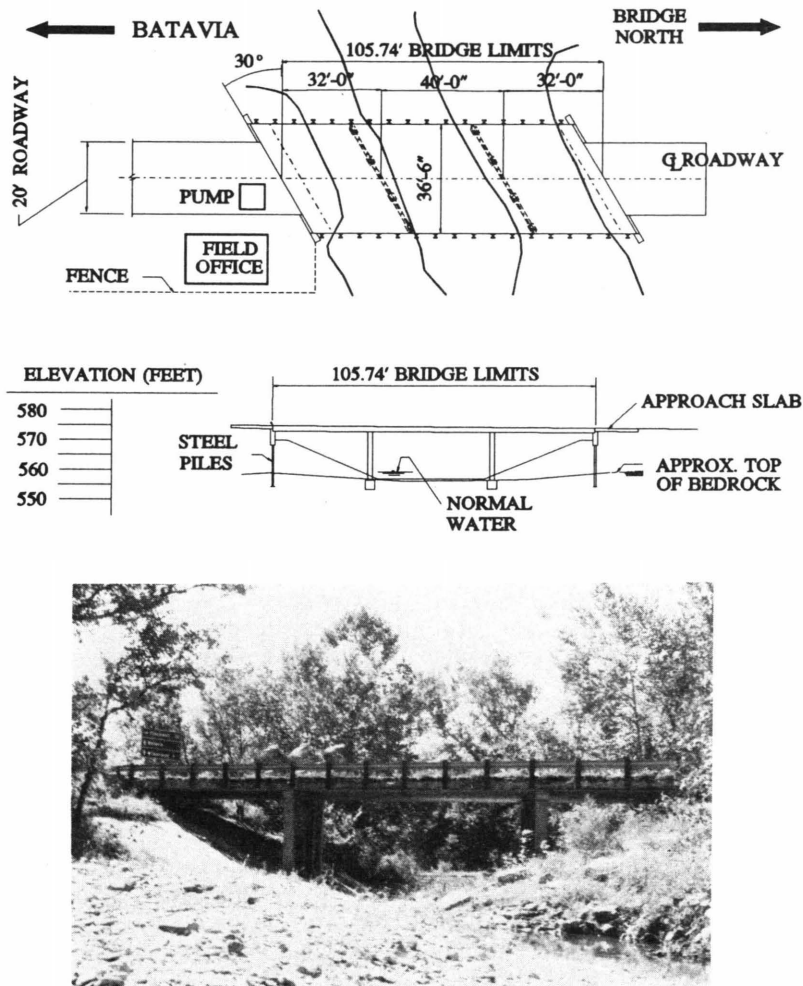 BATAVIA
BRIDGE
NORTH
105.74' BRIDGE LIMITS
30°
32'-0"
40'-0"
32'-0"
20' ROADWAY
36'-6"
℄ ROADWAY
PUMP
FIELD
OFFICE
FENCE
ELEVATION (FEET)
580
570
560
550
105.74' BRIDGE LIMITS
APPROACH SLAB
STEEL
PILES
APPROX. TOP
OF BEDROCK
NORMAL
WATER